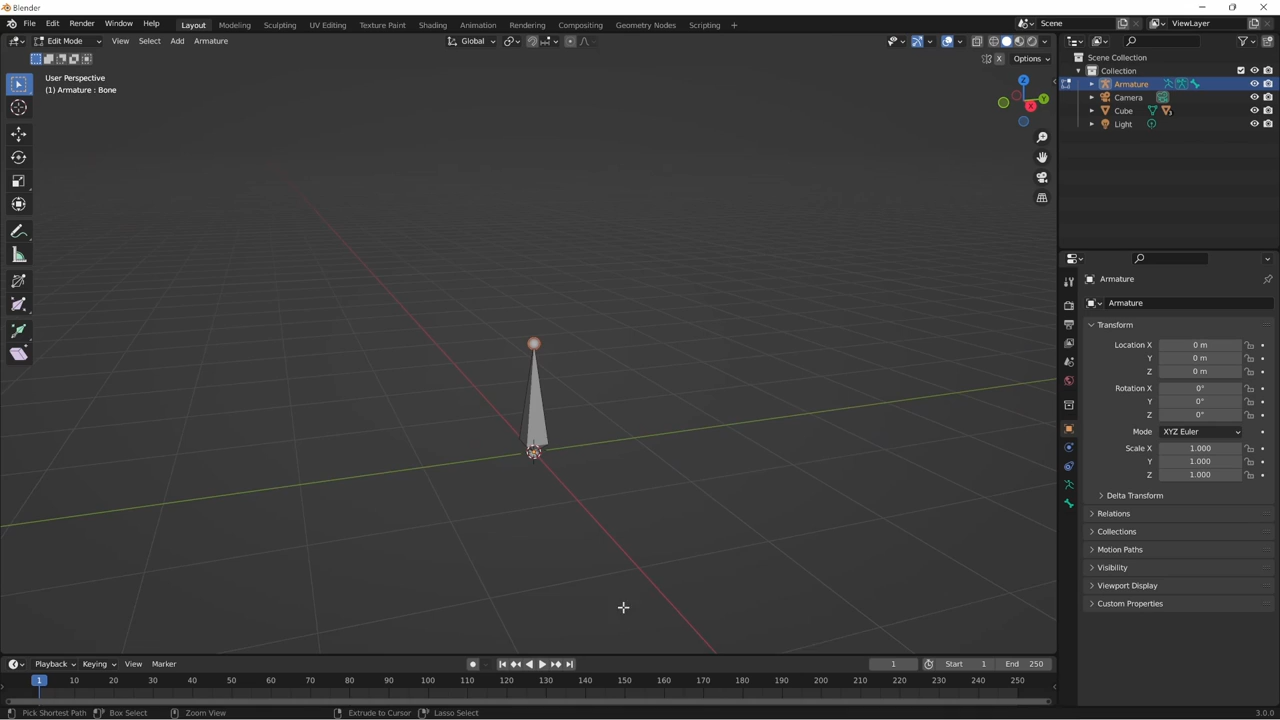 Blender
File Edit Render Window Help Layout Modeling Sculpting UV Editing Texture Paint Shading Animation Rendering Compositing Geometry Nodes Scripting + Scene ViewLayer
Edit Mode View Select Add Armature Global
X Options
User Perspective
(1) Armature : Bone
Z
Y
X
Scene Collection
Collection
Armature
Camera
Cube 3
Light
Armature
Armature
Transform
Location X 0 m
Y 0 m
Z 0 m
Rotation X 0°
Y 0°
Z 0°
Mode XYZ Euler
Scale X 1.000
Y 1.000
Z 1.000
Delta Transform
Relations
Collections
Motion Paths
Visibility
Viewport Display
Custom Properties
Playback Keying View Marker 1 Start 1 End 250
1 10 20 30 40 50 60 70 80 90 100 110 120 130 140 150 160 170 180 190 200 210 220 230 240 250
Pick Shortest Path Box Select Zoom View Extrude to Cursor Lasso Select 3.0.0